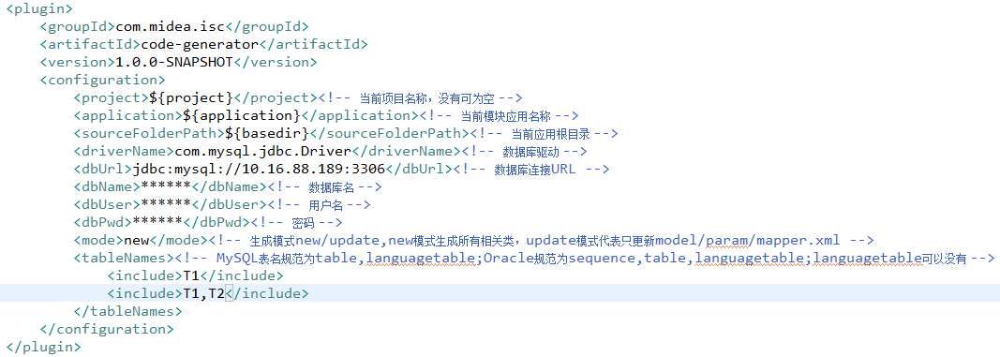 <plugin>
<groupId>com.midea.isc</groupId>
<artifactId>code-generator</artifactId>
<version>1.0.0-SNAPSHOT</version>
<configuration>
<project>${project}</project><!-- 当前项目名称，没有可为空 -->
<application>${application}</application><!-- 当前模块应用名称 -->
<sourceFolderPath>${basedir}</sourceFolderPath><!-- 当前应用根目录 -->
<driverName>com.mysql.jdbc.Driver</driverName><!-- 数据库驱动 -->
<dbUrl>jdbc:mysql://10.16.88.189:3306</dbUrl><!-- 数据库连接URL -->
<dbName>******</dbName><!-- 数据库名 -->
<dbUser>******</dbUser><!-- 用户名 -->
<dbPwd>******</dbPwd><!-- 密码 -->
<mode>new</mode><!-- 生成模式new/update,new模式生成所有相关类，update模式代表只更新model/param/mapper.xml -->
<tableNames><!-- MySQL表名规范为table,languagetable;Oracle规范为sequence,table,languagetable;languagetable可以没有 -->
<include>T1</include>
<include>T1,T2</include>
</tableNames>
</configuration>
</plugin>